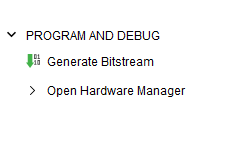 PROGRAM AND DEBUG
Generate Bitstream
Open Hardware Manager